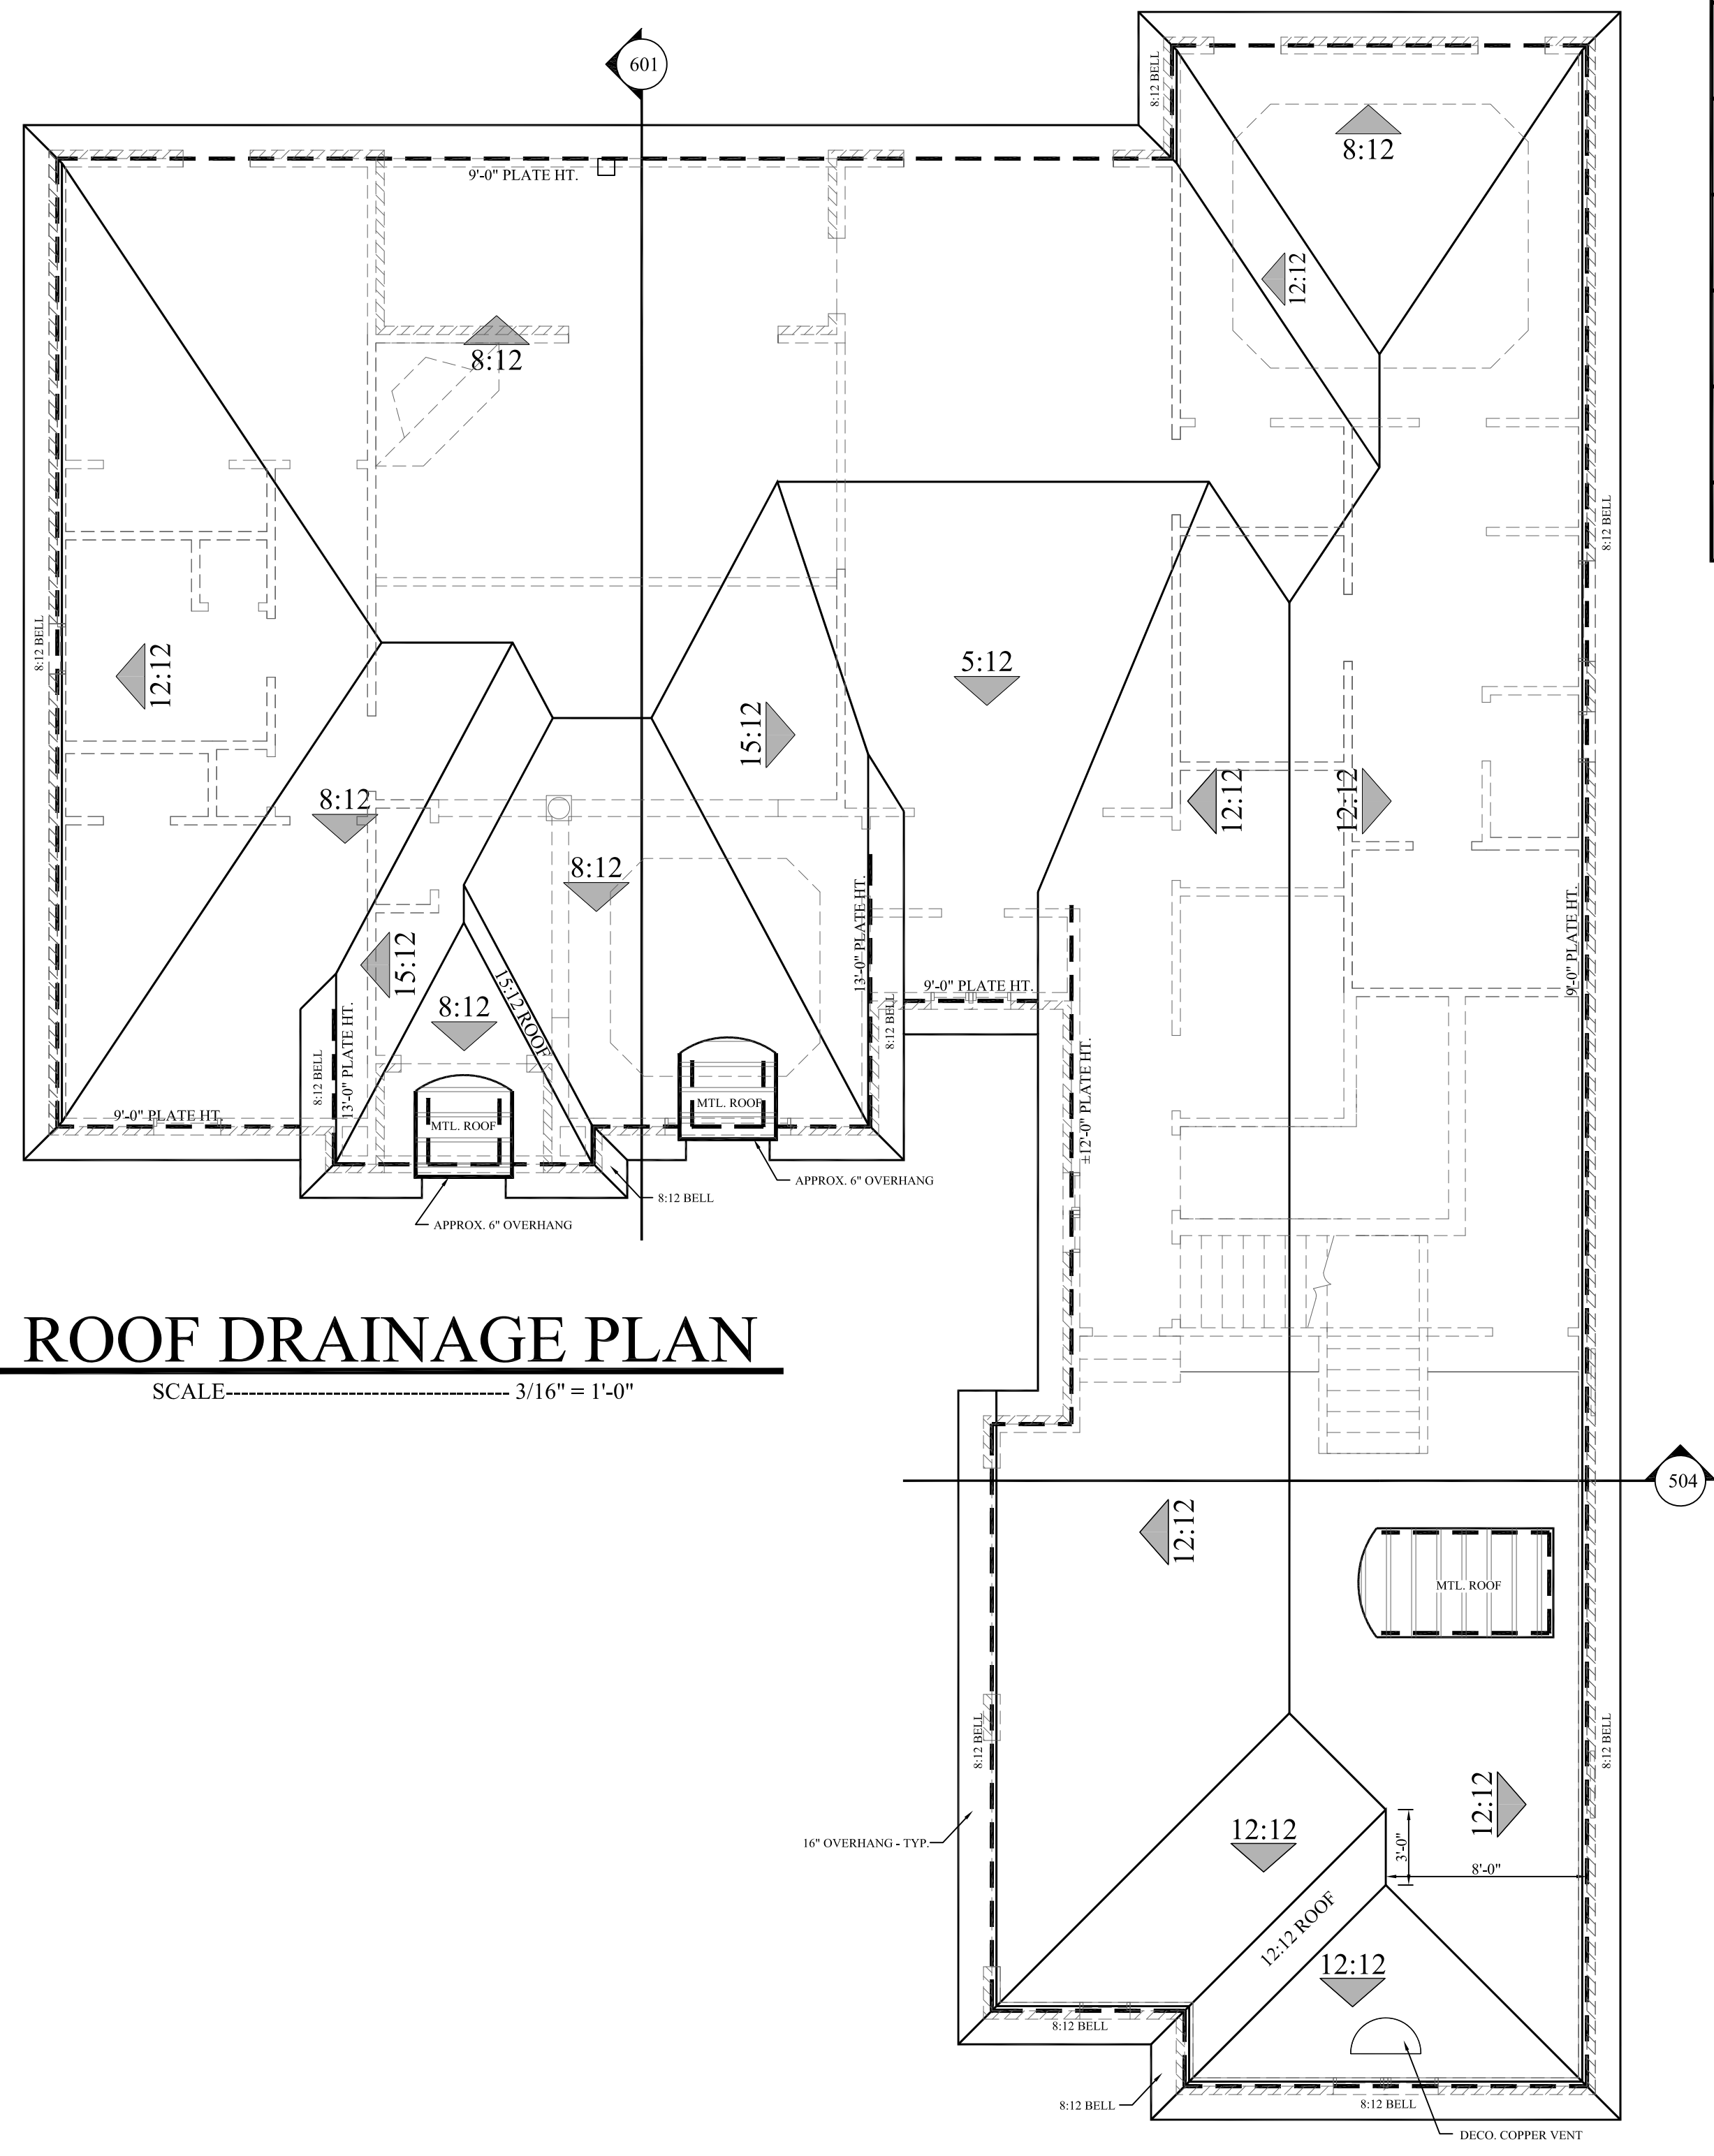 601
8:12 BELL
8:12
9'-0" PLATE HT.
12:12
8:12
8:12 BELL
8:12 BELL
12:12
5:12
15:12
8:12
12:12
12:12
8:12
13'-0" PLATE HT.
9'-0" PLATE HT.
15:12
8:12
15:12 ROOF
9'-0" PLATE HT.
8:12 BELL
±12'-0" PLATE HT.
8:12 BELL
13'-0" PLATE HT.
9'-0" PLATE HT.
MTL. ROOF
MTL. ROOF
APPROX. 6" OVERHANG
8:12 BELL
APPROX. 6" OVERHANG
ROOF DRAINAGE PLAN
SCALE------------------------------------- 3/16" = 1'-0"
504
12:12
MTL. ROOF
8:12 BELL
8:12 BELL
12:12
16" OVERHANG - TYP.
12:12
3'-0"
8'-0"
12:12 ROOF
12:12
8:12 BELL
8:12 BELL
8:12 BELL
DECO. COPPER VENT